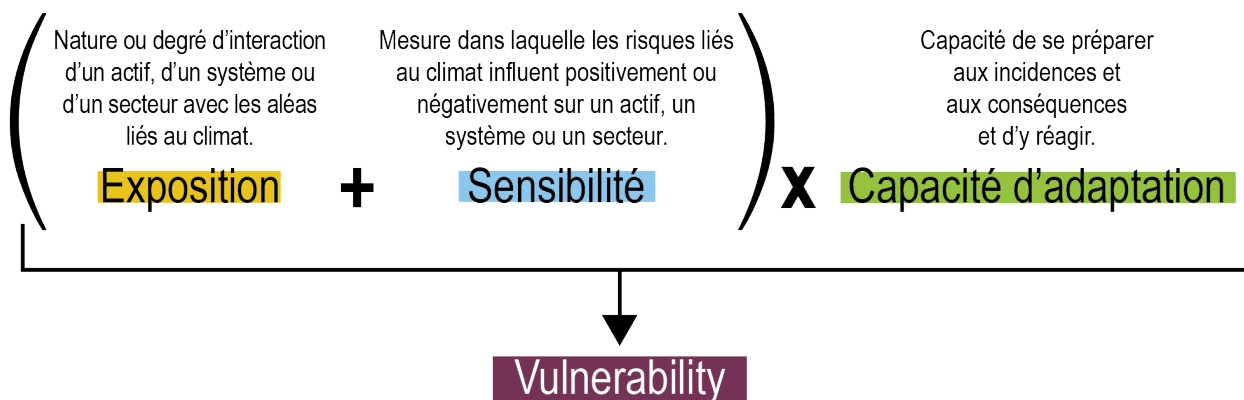 Nature ou degré d'interaction
d'un actif, d'un système ou
d'un secteur avec les aléas
liés au climat.
Exposition
+
Mesure dans laquelle les risques liés
au climat influent positivement ou
négativement sur un actif, un
système ou un secteur.
Sensibilité
x
Capacité de se préparer
aux incidences et
aux conséquences
et d'y réagir.
Capacité d'adaptation
Vulnerability